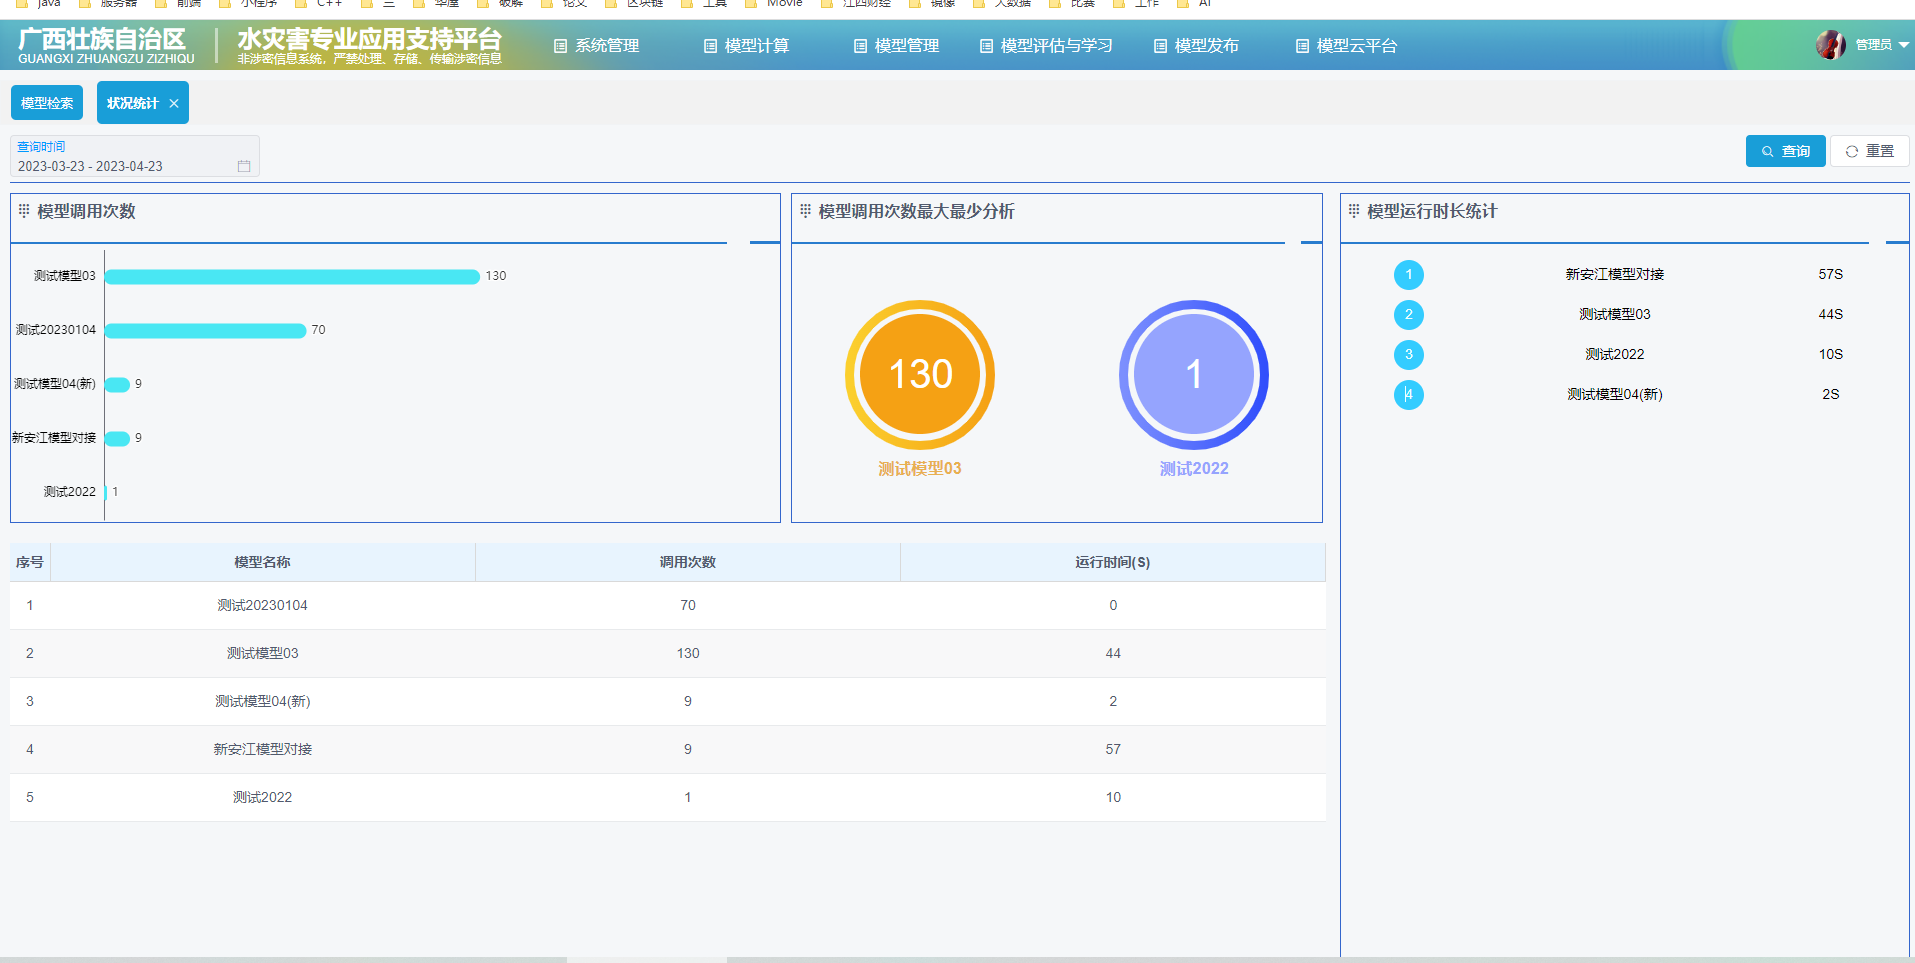 java 服务器 前端 小程序 C++ 三 华厦 破解 论文 区块链 工具 Movie 江西财经 镜像 大数据 比赛 工作 AI
广西壮族自治区 水灾害专业应用支持平台 系统管理 模型计算 模型管理 模型评估与学习 模型发布 模型云平台 管理员
GUANGXI ZHUANGZU ZIZHIQU 非涉密信息系统，严禁处理、存储、传输涉密信息
模型检索 状况统计
查询时间
2023-03-23 - 2023-04-23 查询 重置
模型调用次数
测试模型03 130
测试20230104 70
测试模型04(新) 9
新安江模型对接 9
测试2022 1
模型调用次数最大最少分析
130 1
测试模型03 测试2022
模型运行时长统计
1 新安江模型对接 57S
2 测试模型03 44S
3 测试2022 10S
4 测试模型04(新) 2S
序号 模型名称 调用次数 运行时间(S)
1 测试20230104 70 0
2 测试模型03 130 44
3 测试模型04(新) 9 2
4 新安江模型对接 9 57
5 测试2022 1 10